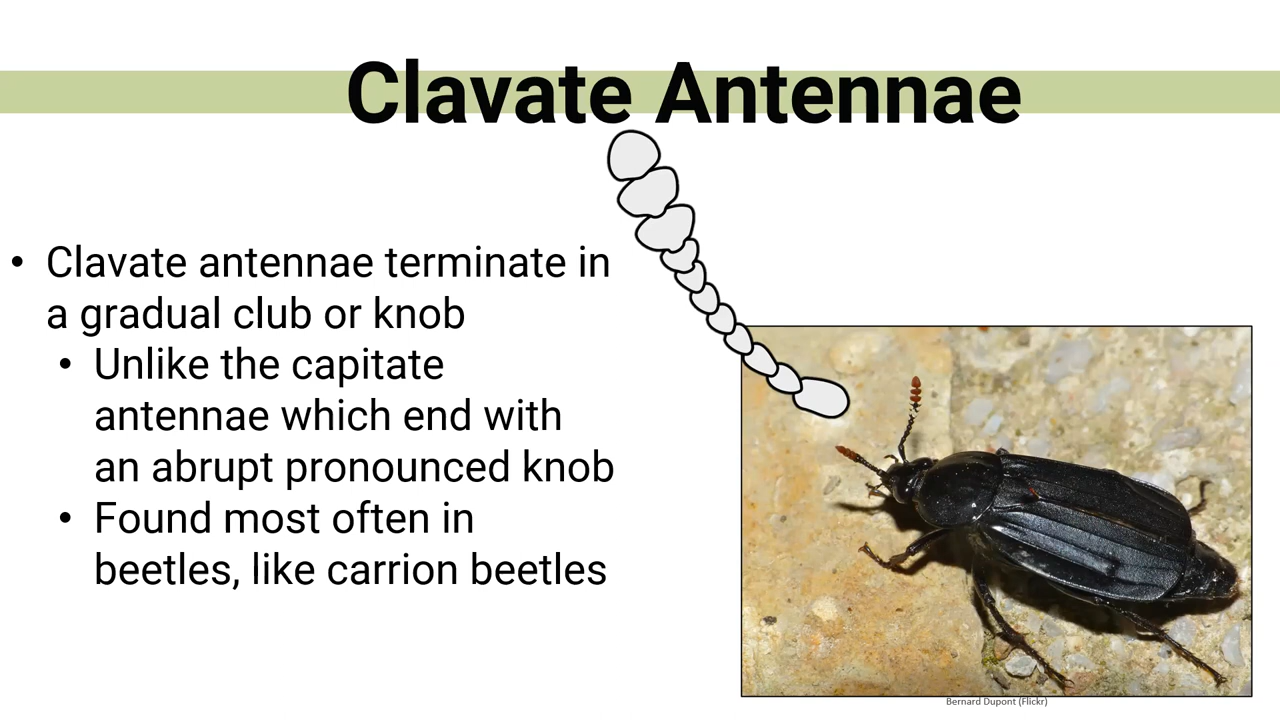 Clavate Antennae
• Clavate antennae terminate in
a gradual club or knob
• Unlike the capitate
antennae which end with
an abrupt pronounced knob
• Found most often in
beetles, like carrion beetles
Bernard Dupont (Flickr)